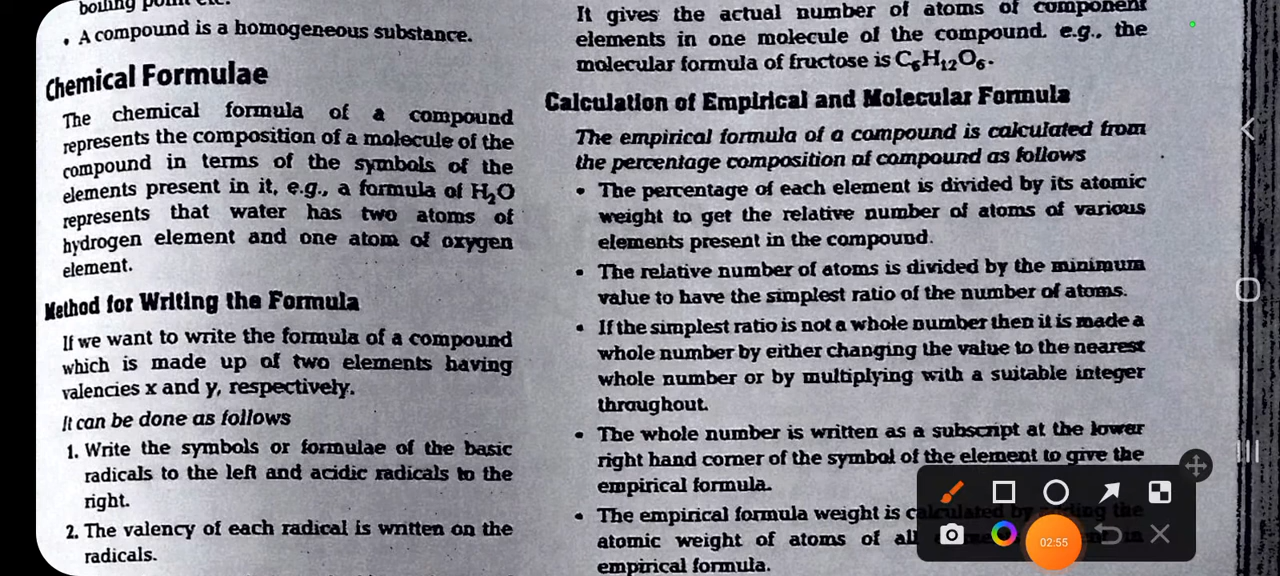 boiling point etc.
• A compound is a homogeneous substance.
Chemical Formulae
The chemical formula of a compound
represents the composition of a molecule of the
compound in terms of the symbols of the
elements present in it, e.g., a formula of H₂O
represents that water has two atoms of
hydrogen element and one atom of oxygen
element.
Method for Writing the Formula
If we want to write the formula of a compound
which is made up of two elements having
valencies x and y, respectively.
It can be done as follows
1. Write the symbols or formulae of the basic
radicals to the left and acidic radicals to the
right.
2. The valency of each radical is written on the
radicals.
It gives the actual number of atoms of component
elements in one molecule of the compound. e.g., the
molecular formula of fructose is C₆H₁₂O₆.
Calculation of Empirical and Molecular Formula
The empirical formula of a compound is calculated from
the percentage composition of compound as follows
• The percentage of each element is divided by its atomic
weight to get the relative number of atoms of various
elements present in the compound.
• The relative number of atoms is divided by the minimum
value to have the simplest ratio of the number of atoms.
• If the simplest ratio is not a whole number then it is made a
whole number by either changing the value to the nearest
whole number or by multiplying with a suitable integer
throughout.
• The whole number is written as a subscript at the lower
right hand corner of the symbol of the element to give the
empirical formula.
• The empirical formula weight is calculated by the
atomic weight of atoms of all
empirical formula.
02:55